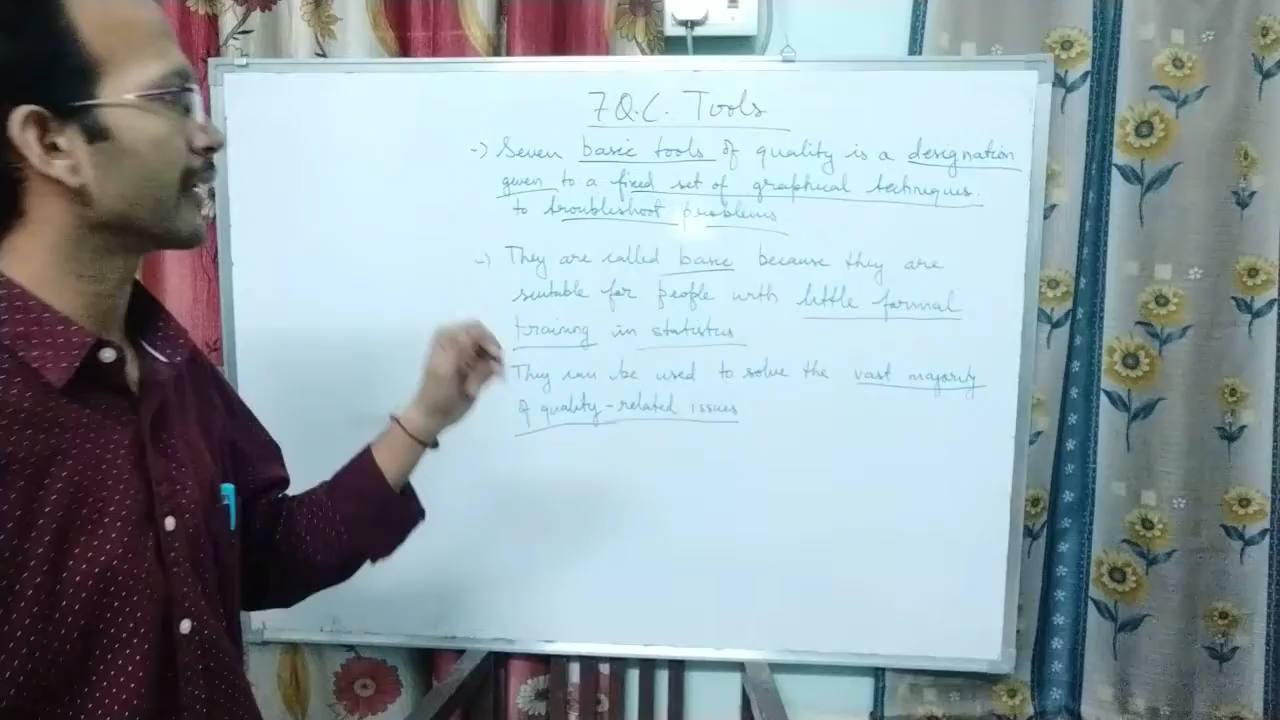 7 Q.C. Tools
-) Seven basic tools of quality is a designation
given to a fixed set of graphical techniques.
to troubleshoot problems
-) They are called basic because they are
suitable for people with little formal
training in statistics
They can be used to solve the vast majority
of quality-related issues